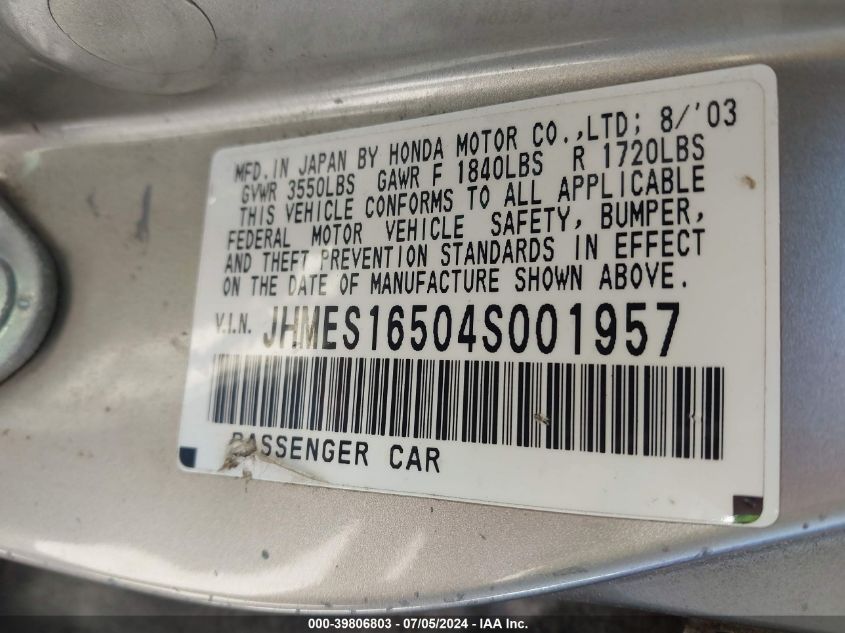 MFD.IN JAPAN BY HONDA MOTOR CO.,LTD; 8/'03
GVWR 3550LBS GAWR F 1840LBS R 1720LBS
THIS VEHICLE CONFORMS TO ALL APPLICABLE
FEDERAL MOTOR VEHICLE SAFETY, BUMPER,
AND THEFT PREVENTION STANDARDS IN EFFECT
ON THE DATE OF MANUFACTURE SHOWN ABOVE.
V.I.N. JHMES16504S001957
PASSENGER CAR
000-39806803 - 07/05/2024 - IAAI Inc.